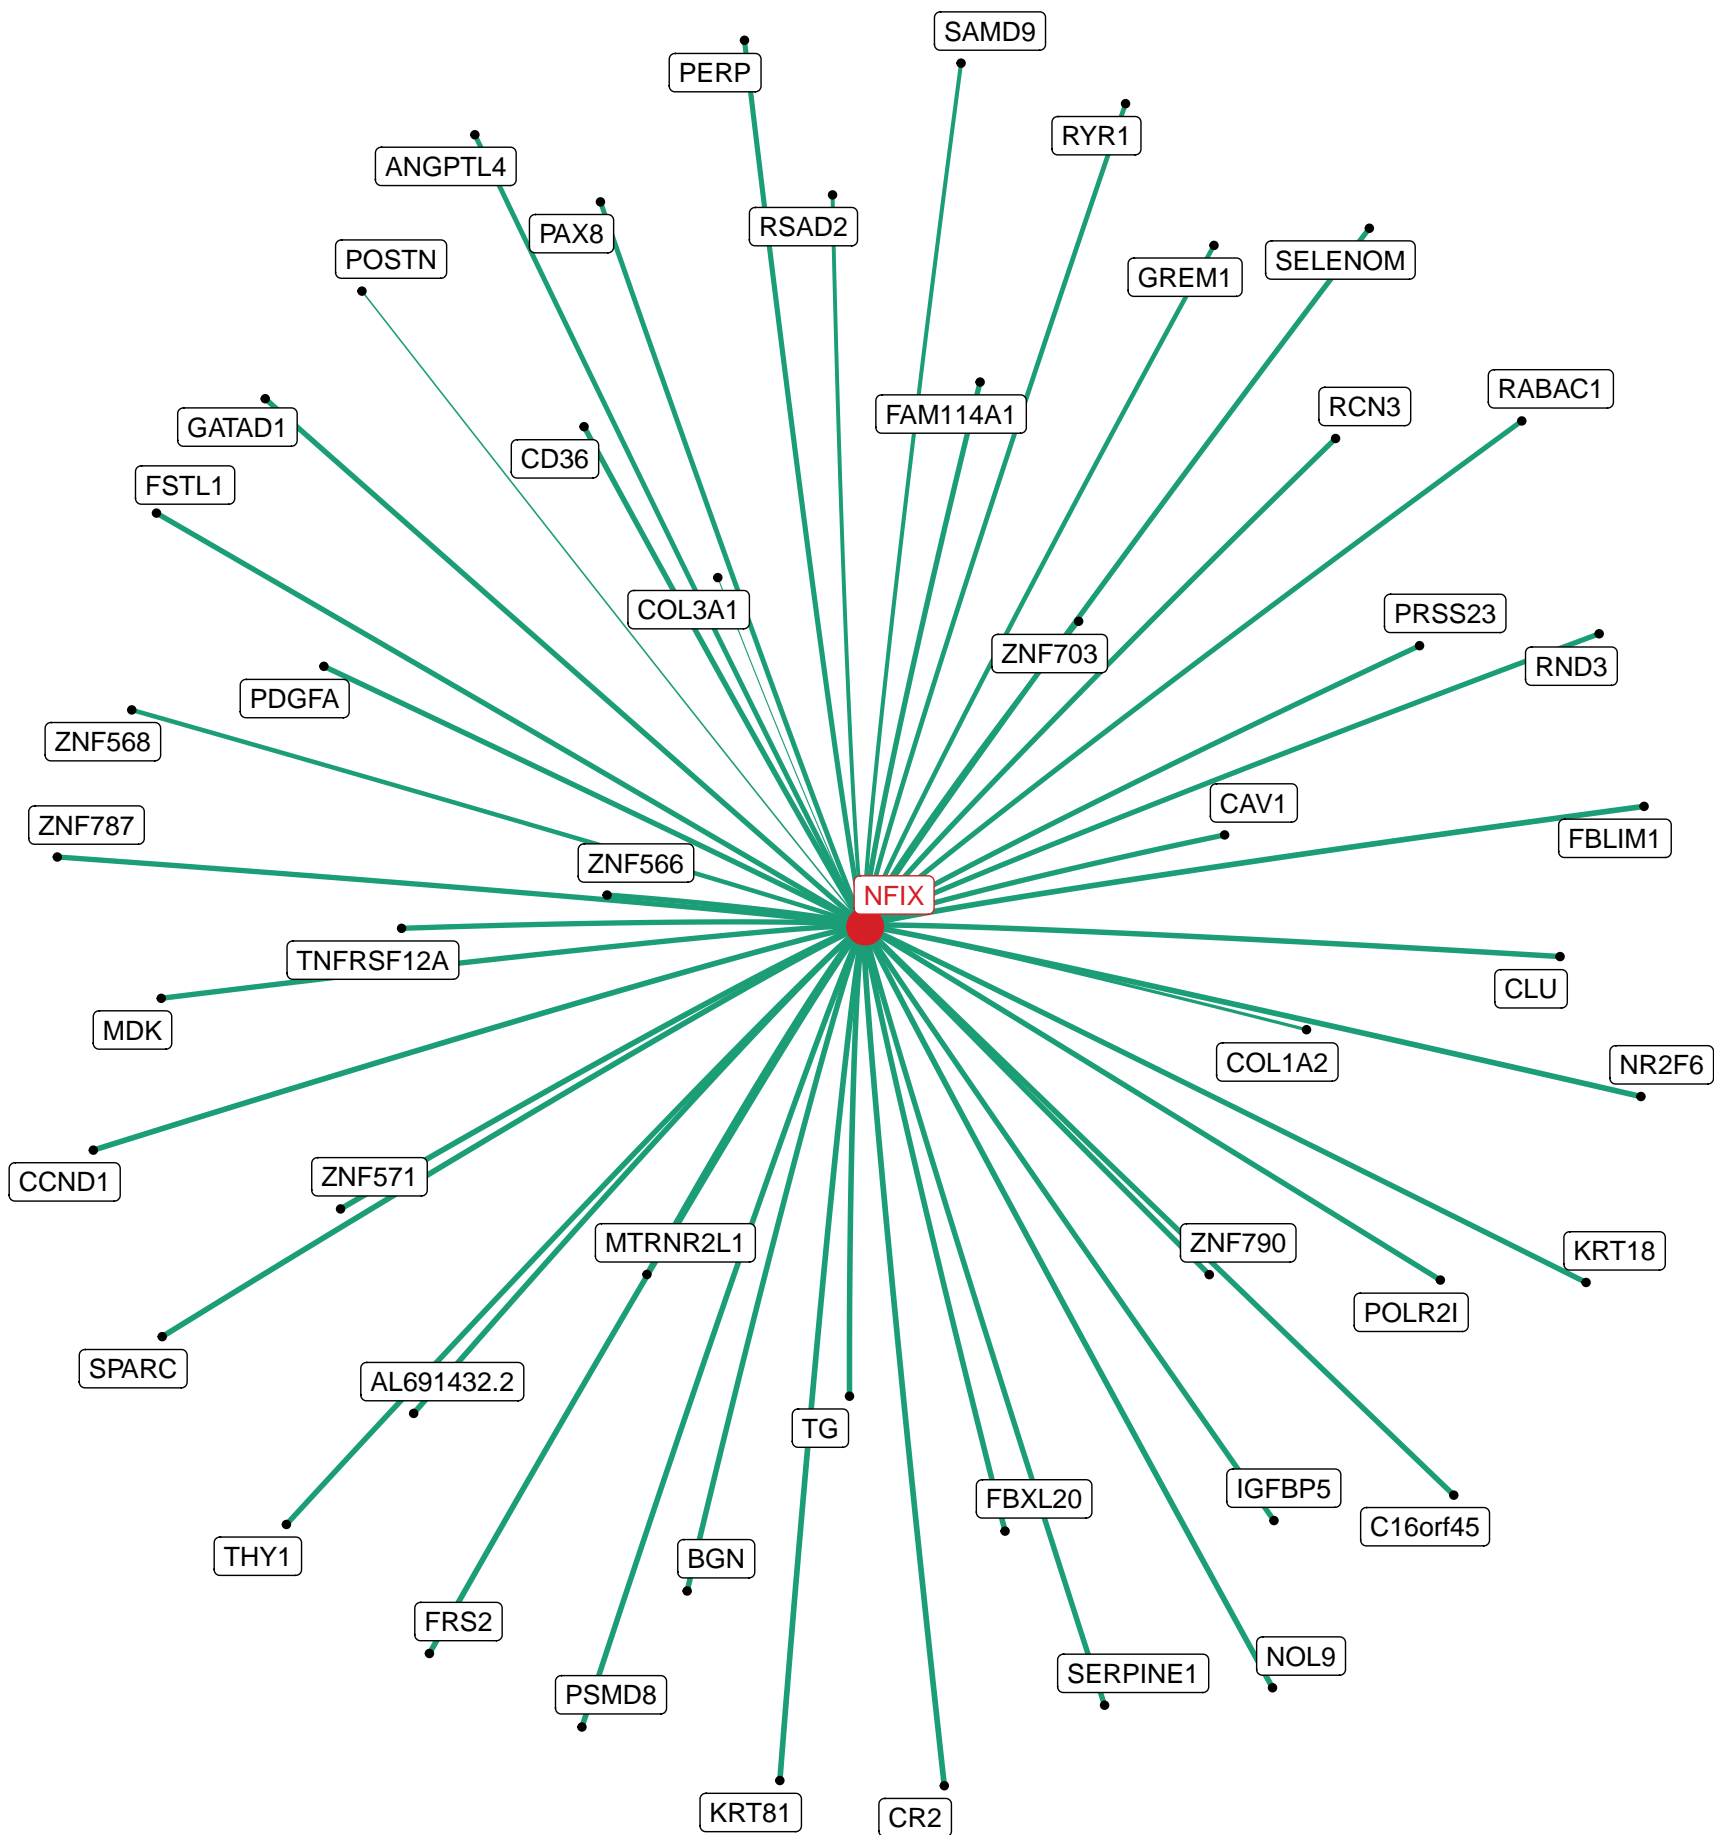 SAMD9
PERP
RYR1
ANGPTL4
PAX8
RSAD2
POSTN
SELENOM
GREM1
RABAC1
RCN3
FAM114A1
GATAD1
CD36
FSTL1
COL3A1
PRSS23
ZNF703
RND3
PDGFA
ZNF568
CAV1
ZNF787
FBLIM1
ZNF566
NFIX
TNFRSF12A
CLU
MDK
COL1A2
NR2F6
ZNF571
CCND1
MTRNR2L1
ZNF790
KRT18
POLR2I
SPARC
AL691432.2
TG
IGFBP5
FBXL20
C16orf45
THY1
BGN
FRS2
NOL9
SERPINE1
PSMD8
KRT81
CR2